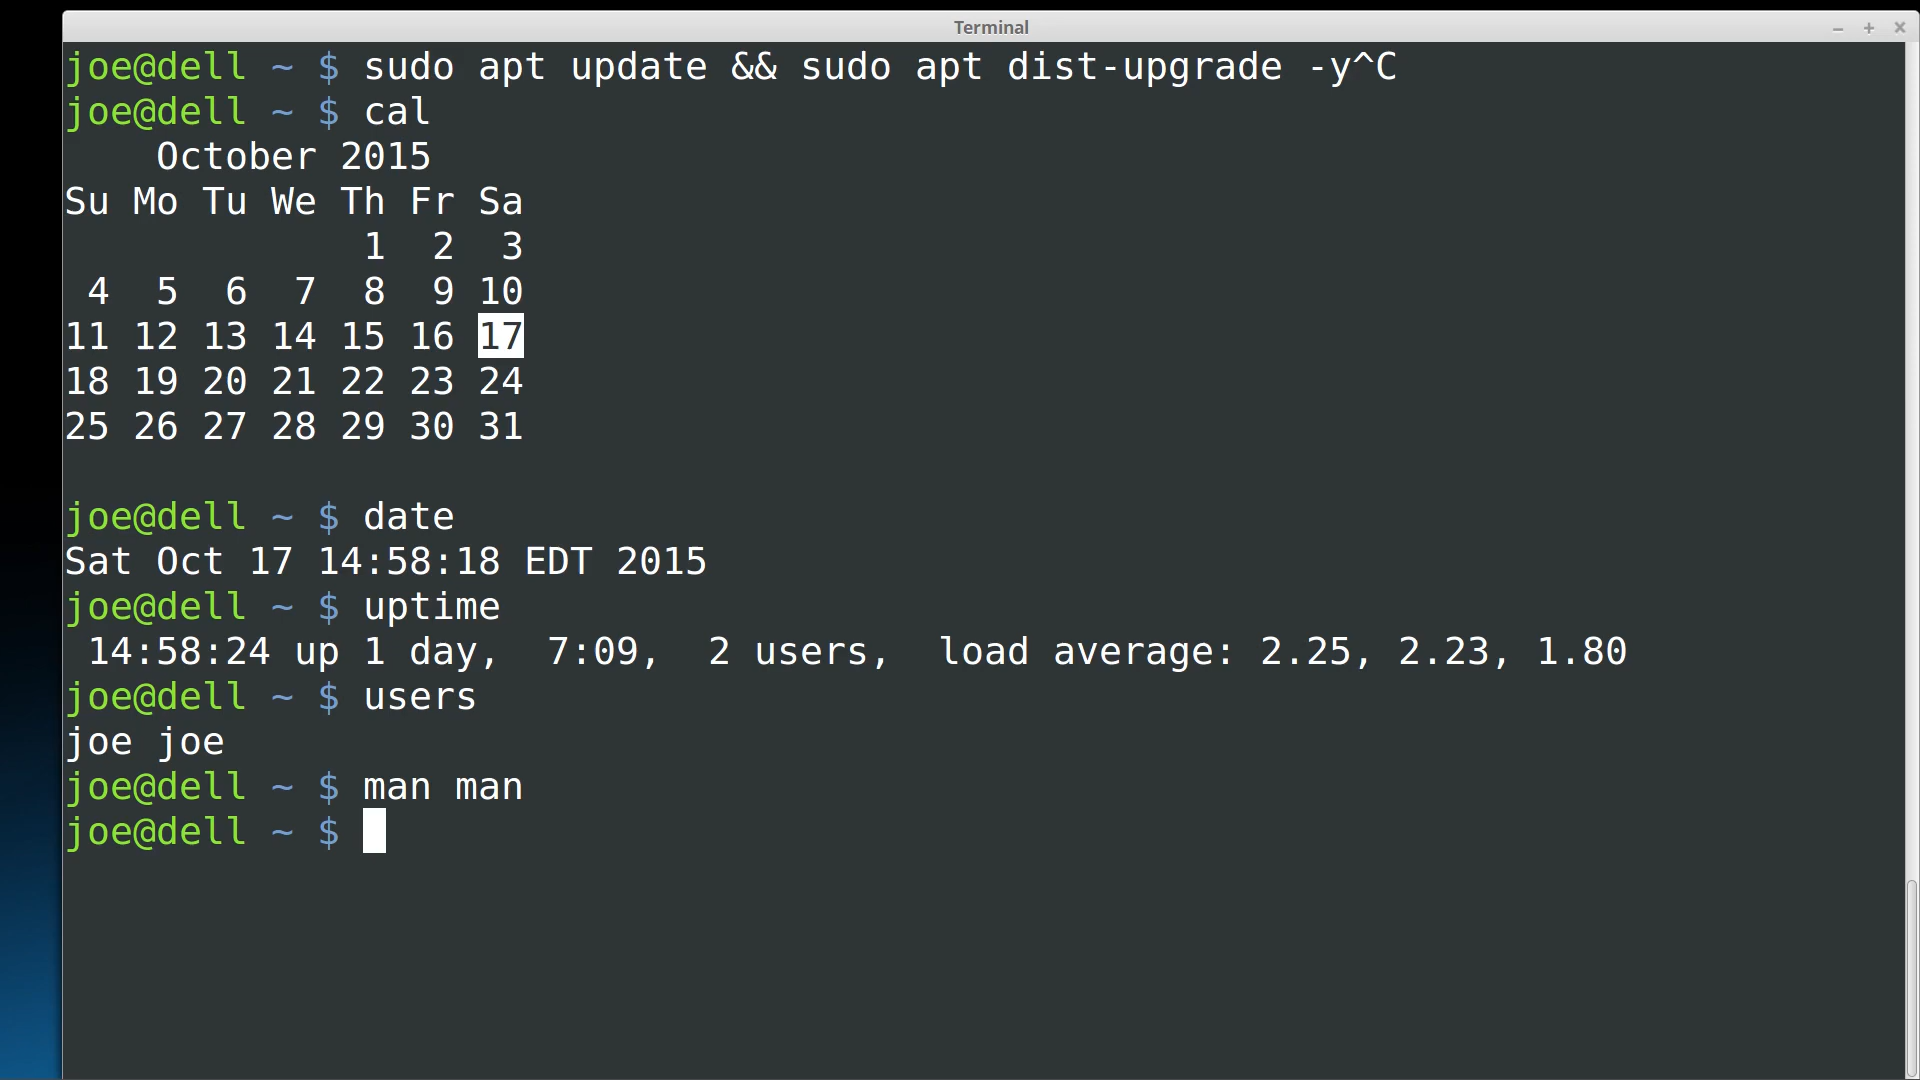 Terminal
joe@dell ~ $ sudo apt update && sudo apt dist-upgrade -y^C
joe@dell ~ $ cal
    October 2015
Su Mo Tu We Th Fr Sa
             1  2  3
 4  5  6  7  8  9 10
11 12 13 14 15 16 17
18 19 20 21 22 23 24
25 26 27 28 29 30 31
joe@dell ~ $ date
Sat Oct 17 14:58:18 EDT 2015
joe@dell ~ $ uptime
 14:58:24 up 1 day,  7:09,  2 users,  load average: 2.25, 2.23, 1.80
joe@dell ~ $ users
joe joe
joe@dell ~ $ man man
joe@dell ~ $